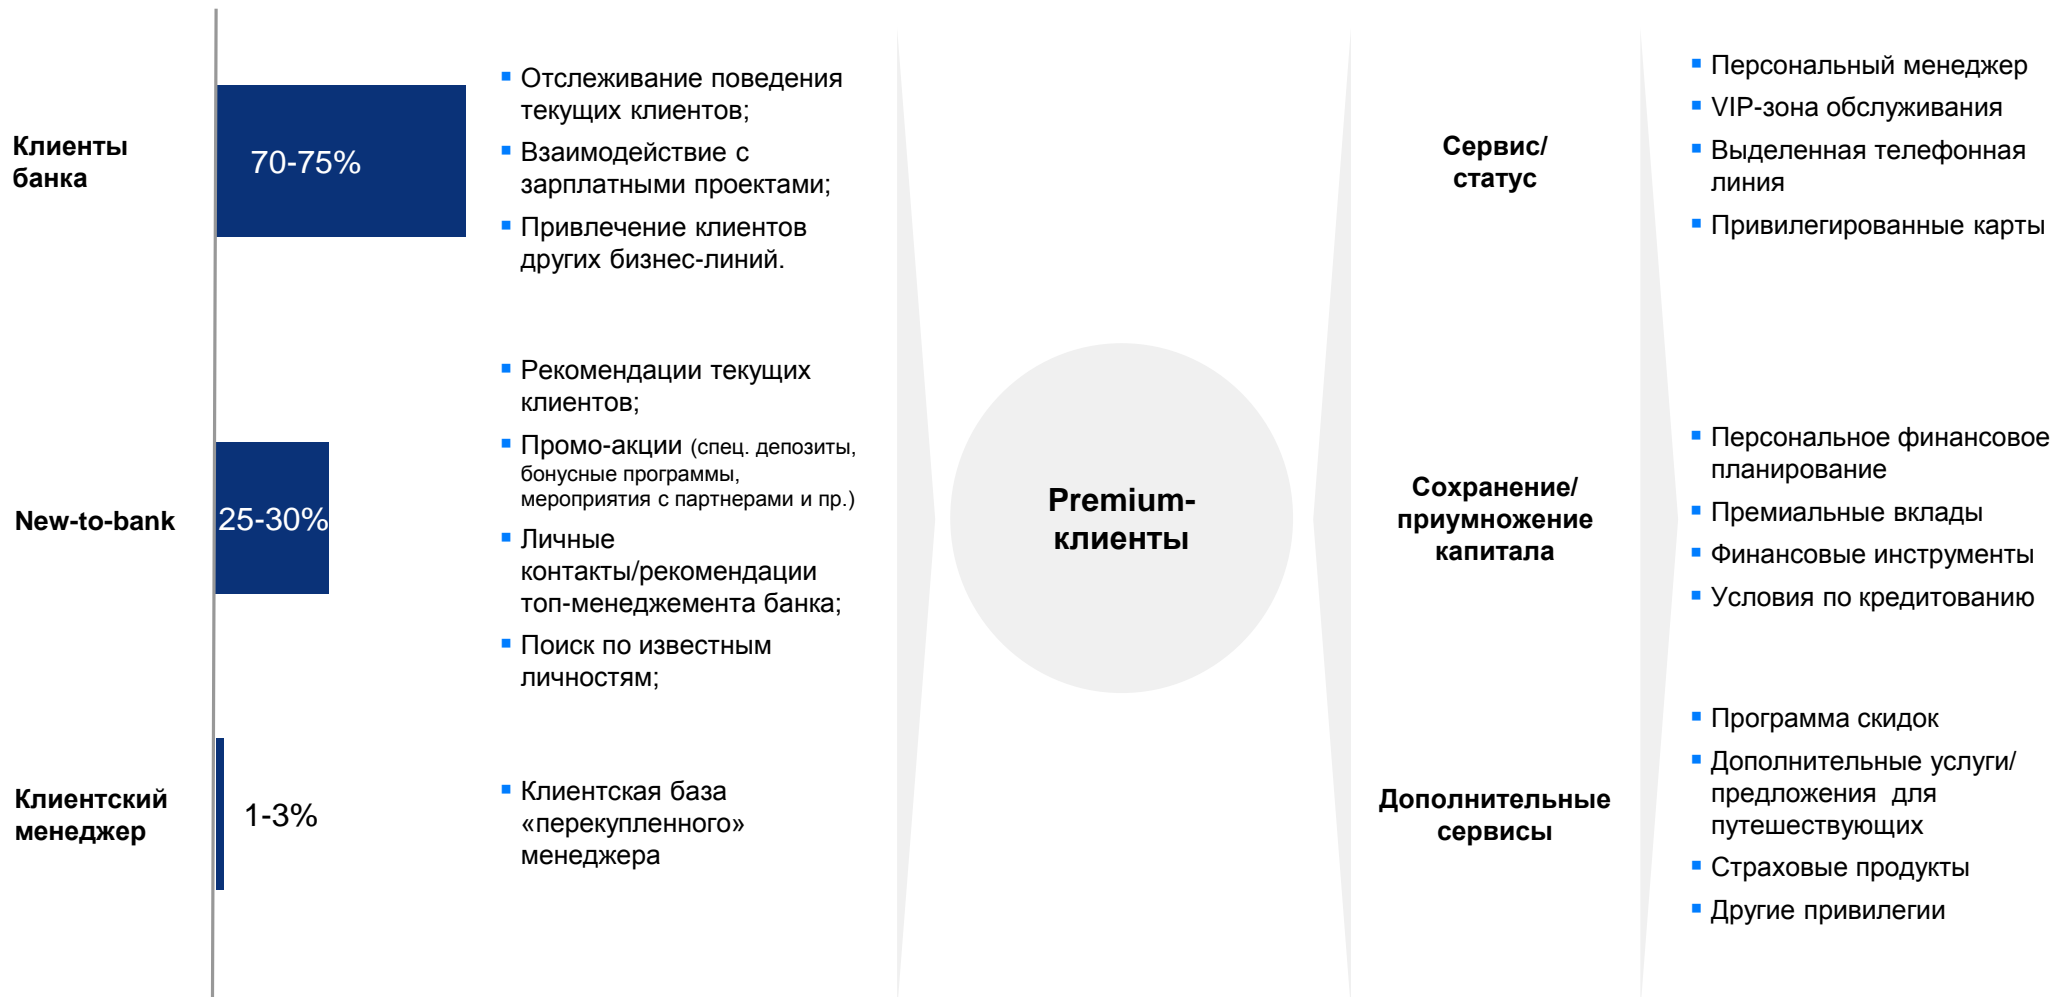 Клиенты
банка
70-75%
Отслеживание поведения
текущих клиентов;
Взаимодействие с
зарплатными проектами;
Привлечение клиентов
других бизнес-линий.
New-to-bank
25-30%
Рекомендации текущих
клиентов;
Промо-акции (спец. депозиты,
бонусные программы,
мероприятия с партнерами и пр.)
Личные
контакты/рекомендации
топ-менеджемента банка;
Поиск по известным
личностям;
Клиентский
менеджер
1-3%
Клиентская база
«перекупленного»
менеджера
Premium-
клиенты
Сервис/
статус
Персональный менеджер
VIP-зона обслуживания
Выделенная телефонная
линия
Привилегированные карты
Сохранение/
приумножение
капитала
Персональное финансовое
планирование
Премиальные вклады
Финансовые инструменты
Условия по кредитованию
Дополнительные
сервисы
Программа скидок
Дополнительные услуги/
предложения для
путешествующих
Страховые продукты
Другие привилегии